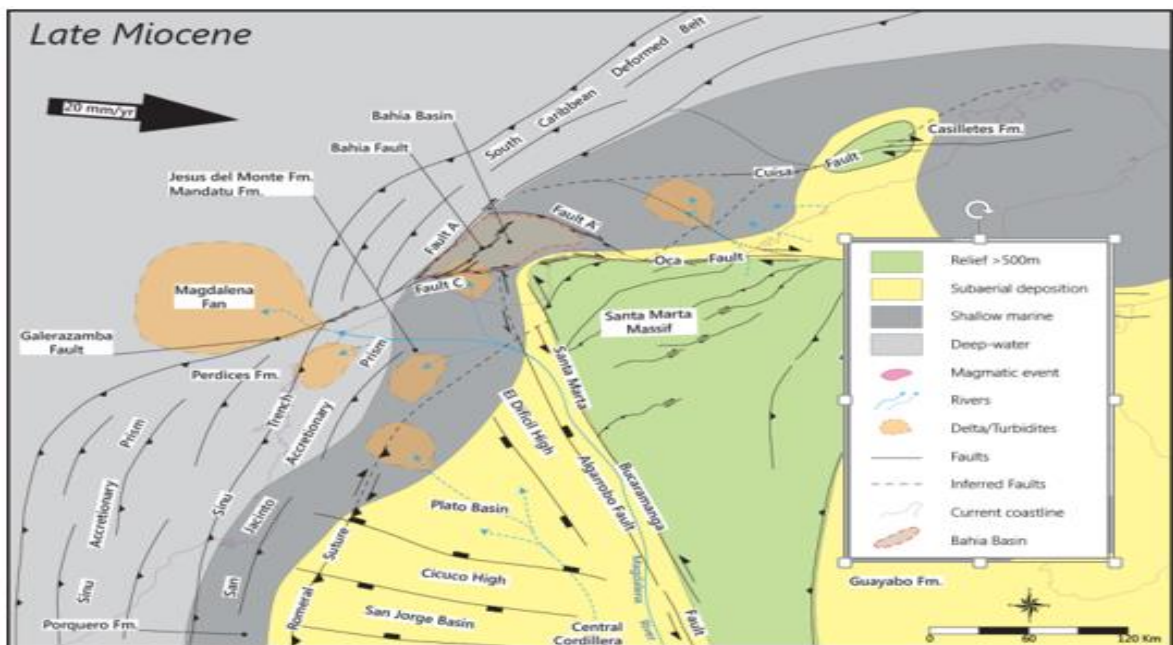 Late Miocene
20 mm/yr
South Caribbean Deformed Belt
Bahia Basin
Bahia Fault
Jesus del Monte Fm.
Mandatu Fm.
Casilletes Fm.
Cuisa Fault
Fault A
Fault A'
Oca Fault
Fault C
Magdalena
Fan
Galerazamba
Fault
Perdices Fm.
Santa Marta
Massif
Sinu Accretionary Prism
Sinu Trench
San Jacinto Accretionary Prism
El Dificil High
Santa Marta Bucaramanga Fault
Algarrobo Fault
Plato Basin
Cicuco High
San Jorge Basin
Romeral Suture
Magdalena River
Central
Cordillera
Porquero Fm.
Guayabo Fm.
Relief >500m
Subaerial deposition
Shallow marine
Deep-water
Magmatic event
Rivers
Delta/Turbidites
Faults
Inferred Faults
Current coastline
Bahia Basin
0 60 120 Km